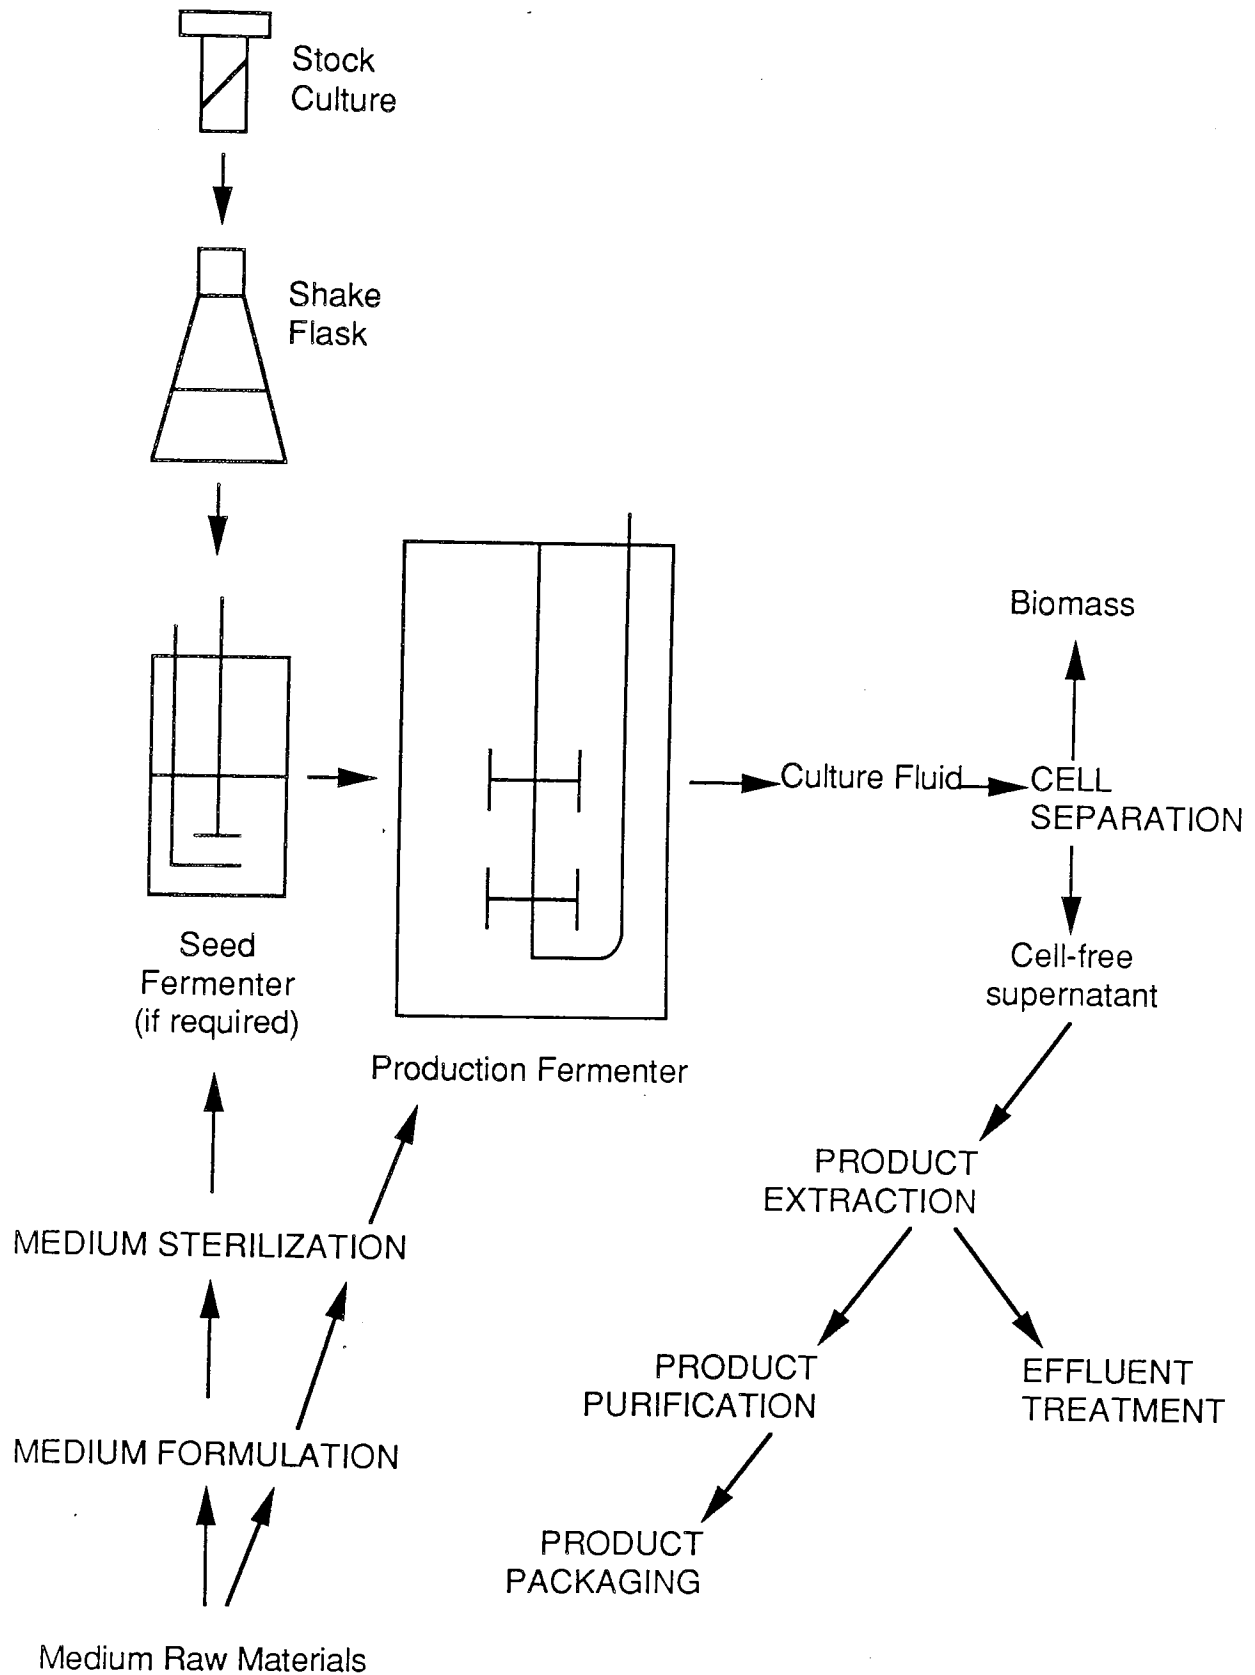 Stock
Culture
Shake
Flask
Biomass
Culture Fluid
CELL
SEPARATION
Seed
Fermenter
(if required)
Cell-free
supernatant
Production Fermenter
PRODUCT
EXTRACTION
MEDIUM STERILIZATION
PRODUCT
PURIFICATION
EFFLUENT
TREATMENT
MEDIUM FORMULATION
PRODUCT
PACKAGING
Medium Raw Materials